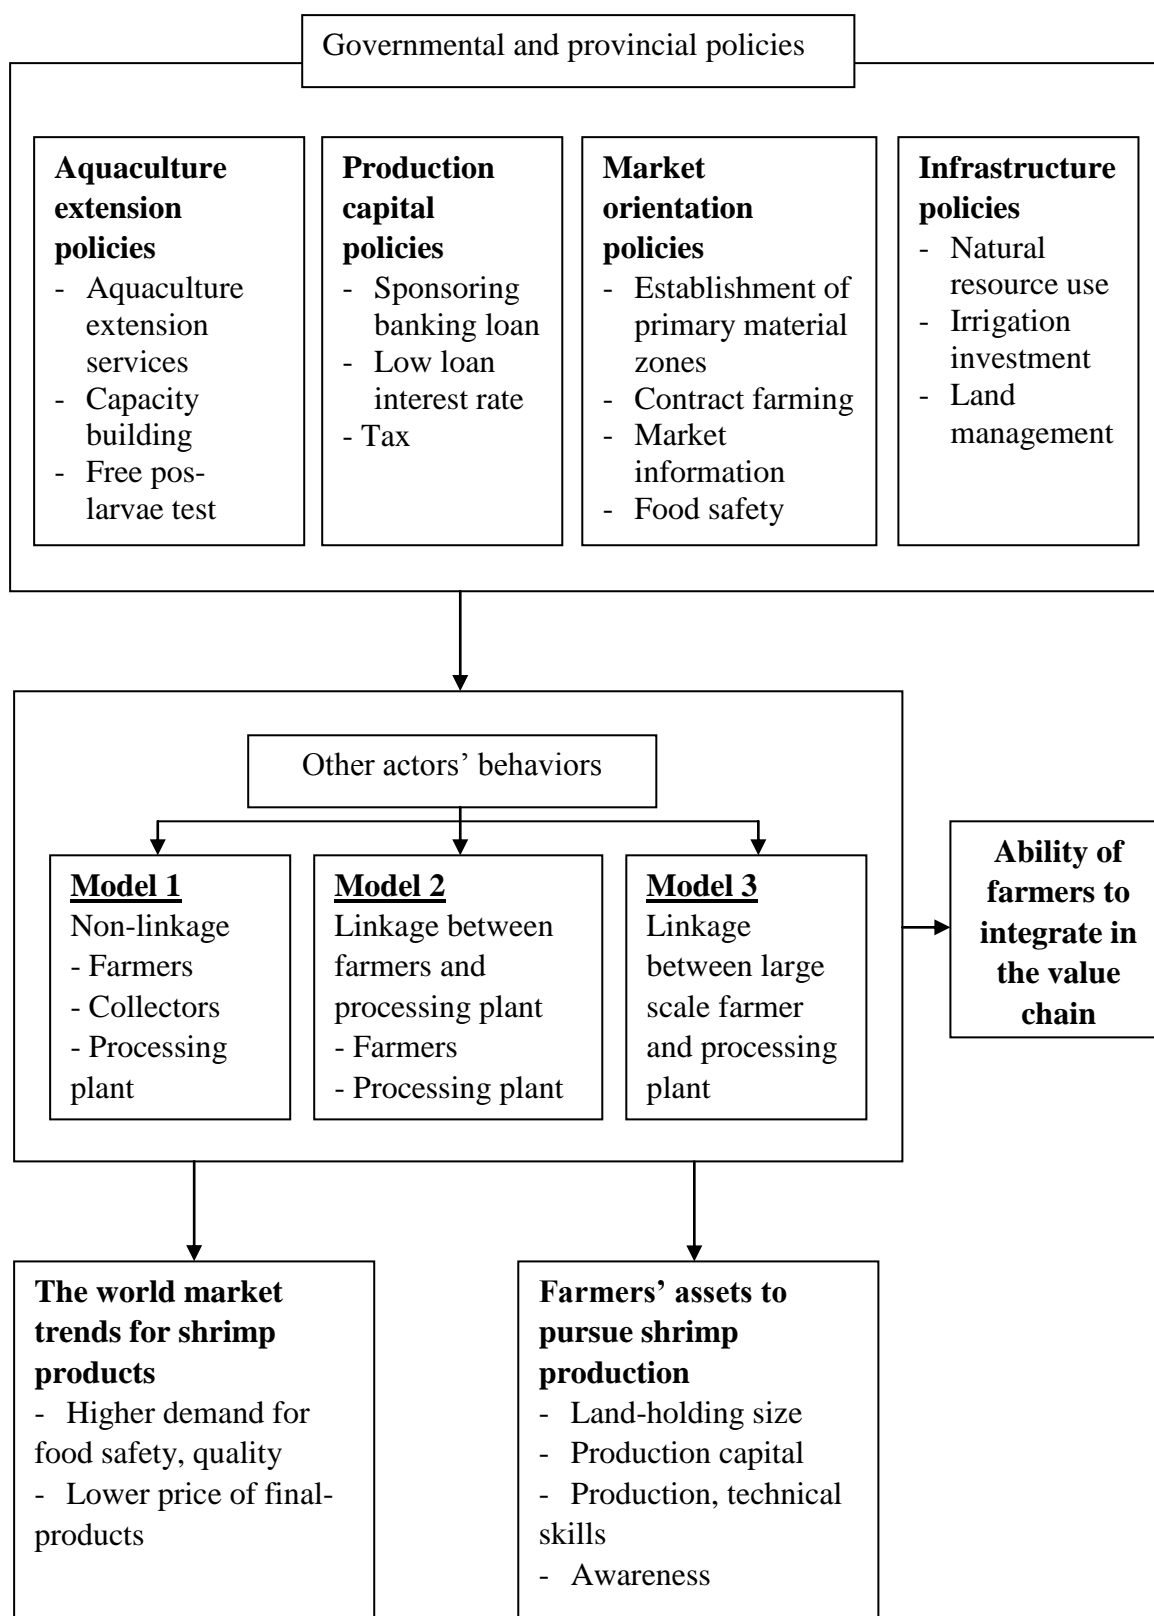 Governmental and provincial policies
Aquaculture
extension
policies
- Aquaculture
extension
services
- Capacity
building
- Free pos-
larvae test
Production
capital
policies
- Sponsoring
banking loan
- Low loan
interest rate
- Tax
Market
orientation
policies
- Establishment of
primary material
zones
- Contract farming
- Market
information
- Food safety
Infrastructure
policies
- Natural
resource use
- Irrigation
investment
- Land
management
Other actors’ behaviors
Model 1
Non-linkage
- Farmers
- Collectors
- Processing
plant
Model 2
Linkage between
farmers and
processing plant
- Farmers
- Processing plant
Model 3
Linkage
between large
scale farmer
and processing
plant
Ability of
farmers to
integrate in
the value
chain
The world market
trends for shrimp
products
- Higher demand for
food safety, quality
- Lower price of final-
products
Farmers’ assets to
pursue shrimp
production
- Land-holding size
- Production capital
- Production, technical
skills
- Awareness